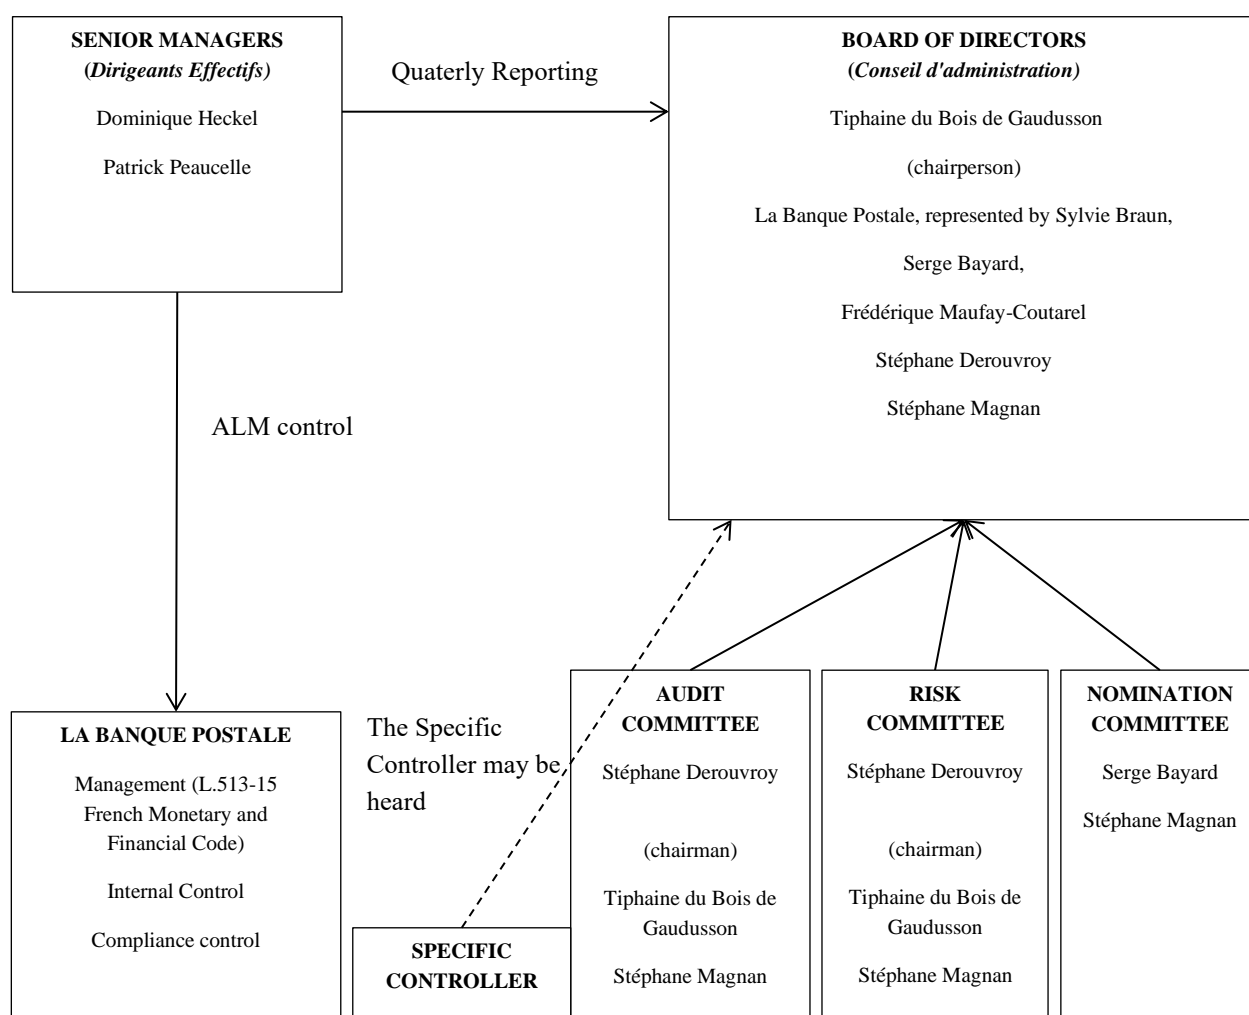 SENIOR MANAGERS
(Dirigeants Effectifs)
Dominique Heckel
Patrick Peaucelle
Quaterly Reporting
BOARD OF DIRECTORS
(Conseil d'administration)
Tiphaine du Bois de Gaudusson
(chairperson)
La Banque Postale, represented by Sylvie Braun,
Serge Bayard,
Frédérique Maufay-Coutarel
Stéphane Derouvroy
Stéphane Magnan
ALM control
LA BANQUE POSTALE
Management (L.513-15
French Monetary and
Financial Code)
Internal Control
Compliance control
The Specific
Controller may be
heard
SPECIFIC
CONTROLLER
AUDIT
COMMITTEE
Stéphane Derouvroy
(chairman)
Tiphaine du Bois de
Gaudusson
Stéphane Magnan
RISK
COMMITTEE
Stéphane Derouvroy
(chairman)
Tiphaine du Bois de
Gaudusson
Stéphane Magnan
NOMINATION
COMMITTEE
Serge Bayard
Stéphane Magnan